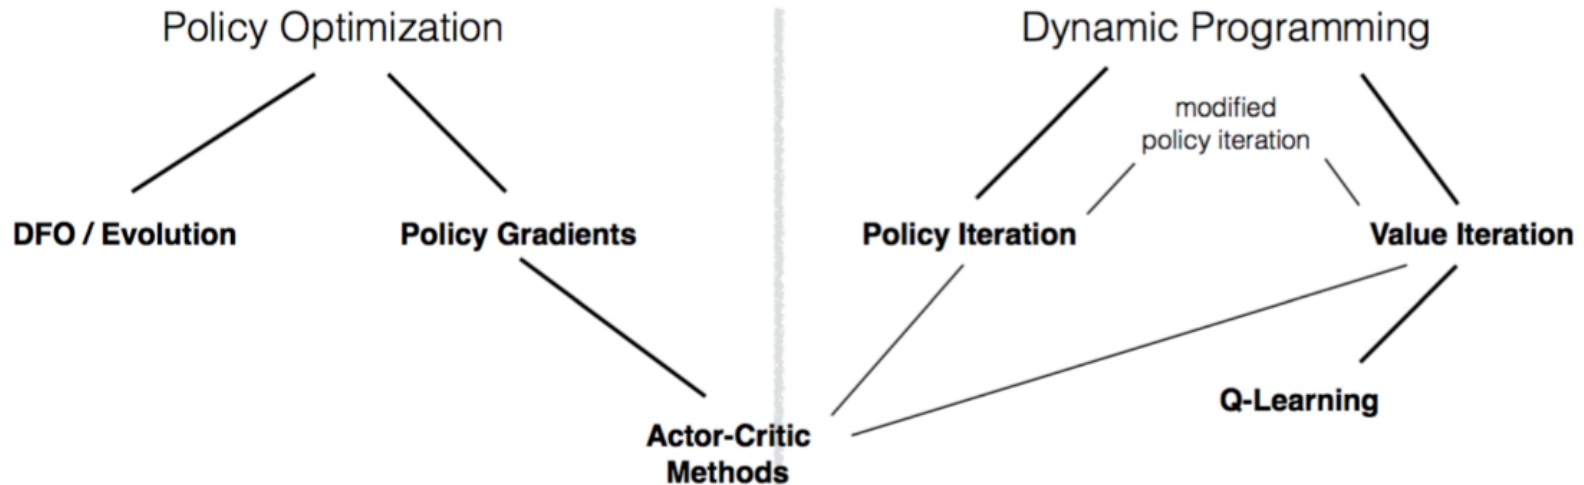 Policy Optimization
Dynamic Programming
modified
policy iteration
DFO / Evolution
Policy Gradients
Policy Iteration
Value Iteration
Q-Learning
Actor-Critic
Methods